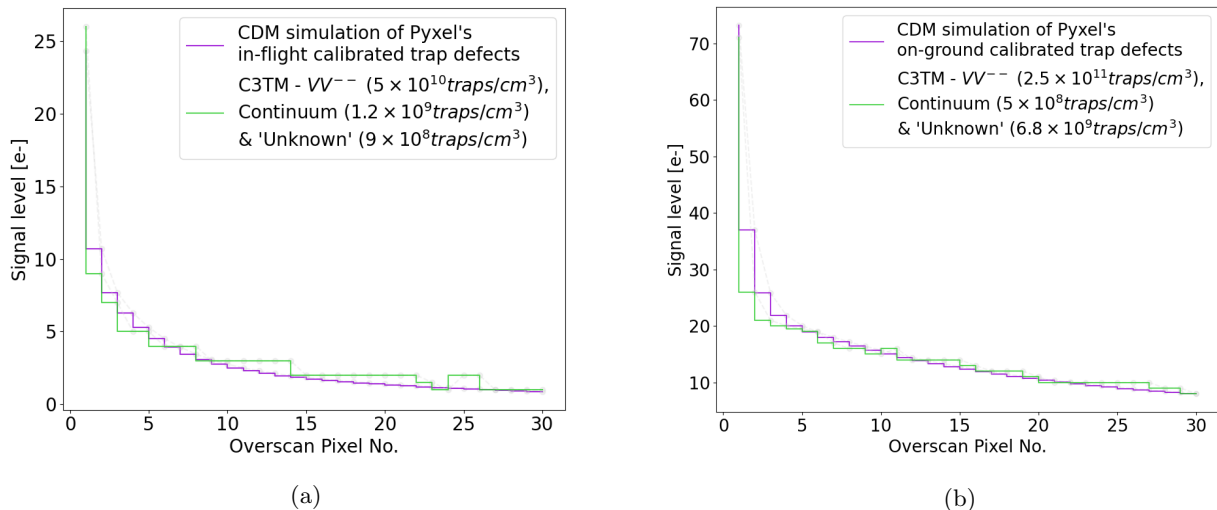 25
20
15
10
5
0
Signal level [e-]
CDM simulation of Pyxel's
in-flight calibrated trap defects
C3TM - VV⁻⁻ (5 × 10¹⁰traps/cm³),
Continuum (1.2 × 10⁹traps/cm³)
& 'Unknown' (9 × 10⁸traps/cm³)
0 5 10 15 20 25 30
Overscan Pixel No.
(a)
70
60
50
40
30
20
10
Signal level [e-]
CDM simulation of Pyxel's
on-ground calibrated trap defects
C3TM - VV⁻⁻ (2.5 × 10¹¹traps/cm³),
Continuum (5 × 10⁸traps/cm³)
& 'Unknown' (6.8 × 10⁹traps/cm³)
0 5 10 15 20 25 30
Overscan Pixel No.
(b)